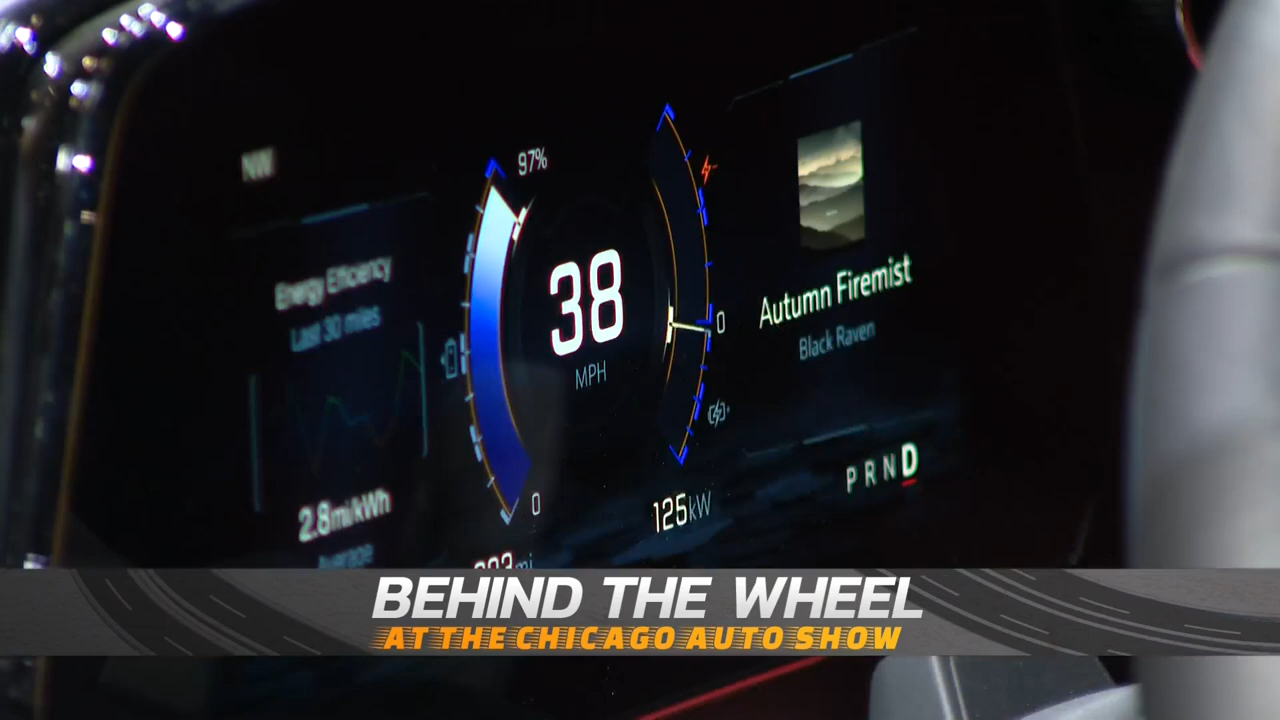 NW
Energy Efficiency
Last 30 miles
2.8mi/kWh
Average
97%
0
38
MPH
0
125kW
Autumn Firemist
Black Raven
PRND
BEHIND THE WHEEL
AT THE CHICAGO AUTO SHOW